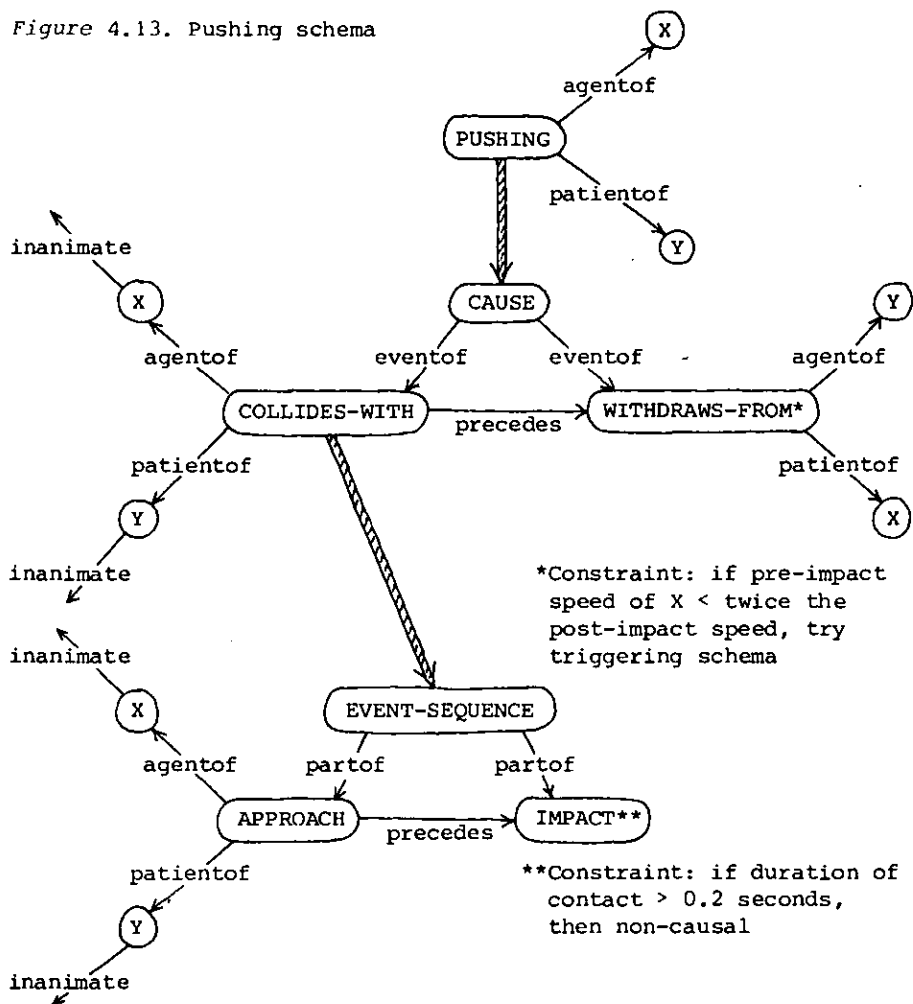 Figure 4.13. Pushing schema
X
agentof
PUSHING
patientof
Y
inanimate
X
CAUSE
Y
agentof
eventof
eventof
agentof
COLLIDES-WITH
precedes
WITHDRAWS-FROM*
patientof
patientof
Y
X
inanimate
*Constraint: if pre-impact
speed of X < twice the
post-impact speed, try
triggering schema
inanimate
X
EVENT-SEQUENCE
agentof
partof
partof
APPROACH
precedes
IMPACT**
patientof
**Constraint: if duration of
contact > 0.2 seconds,
then non-causal
Y
inanimate